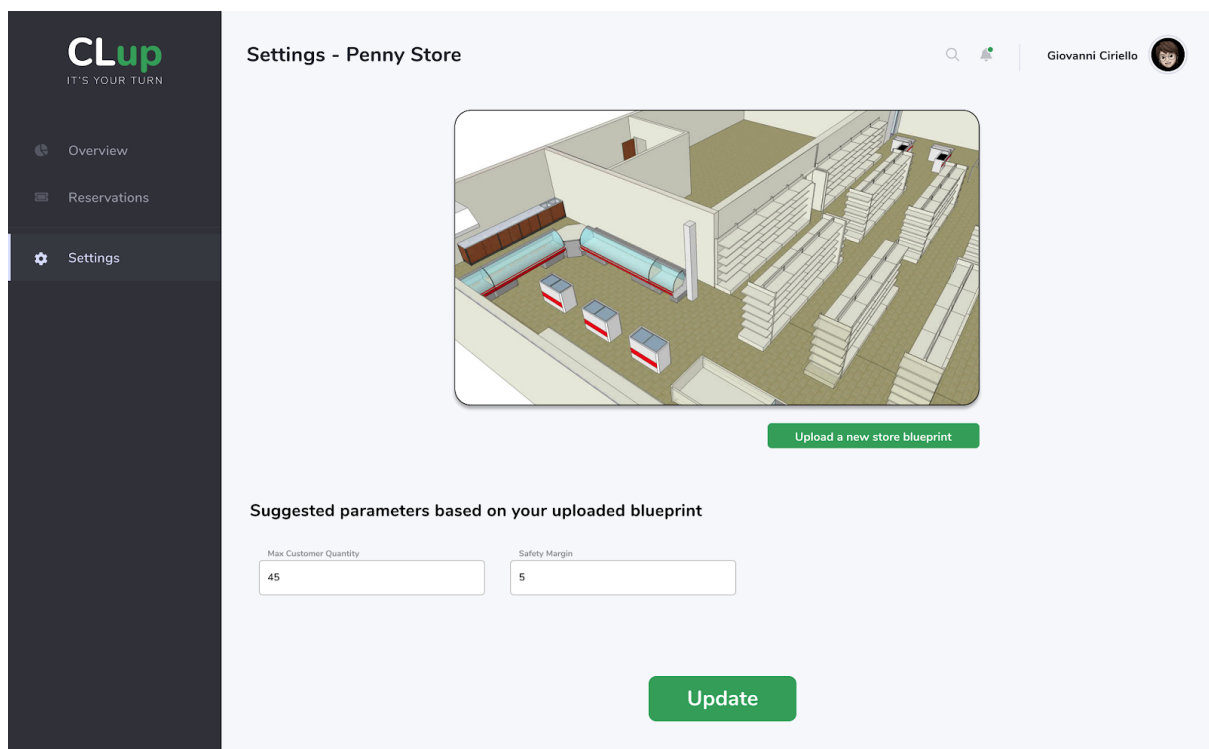 CLup
IT'S YOUR TURN
Overview
Reservations
Settings
Settings - Penny Store
Giovanni Ciriello
Upload a new store blueprint
Suggested parameters based on your uploaded blueprint
Max Customer Quantity
45
Safety Margin
5
Update